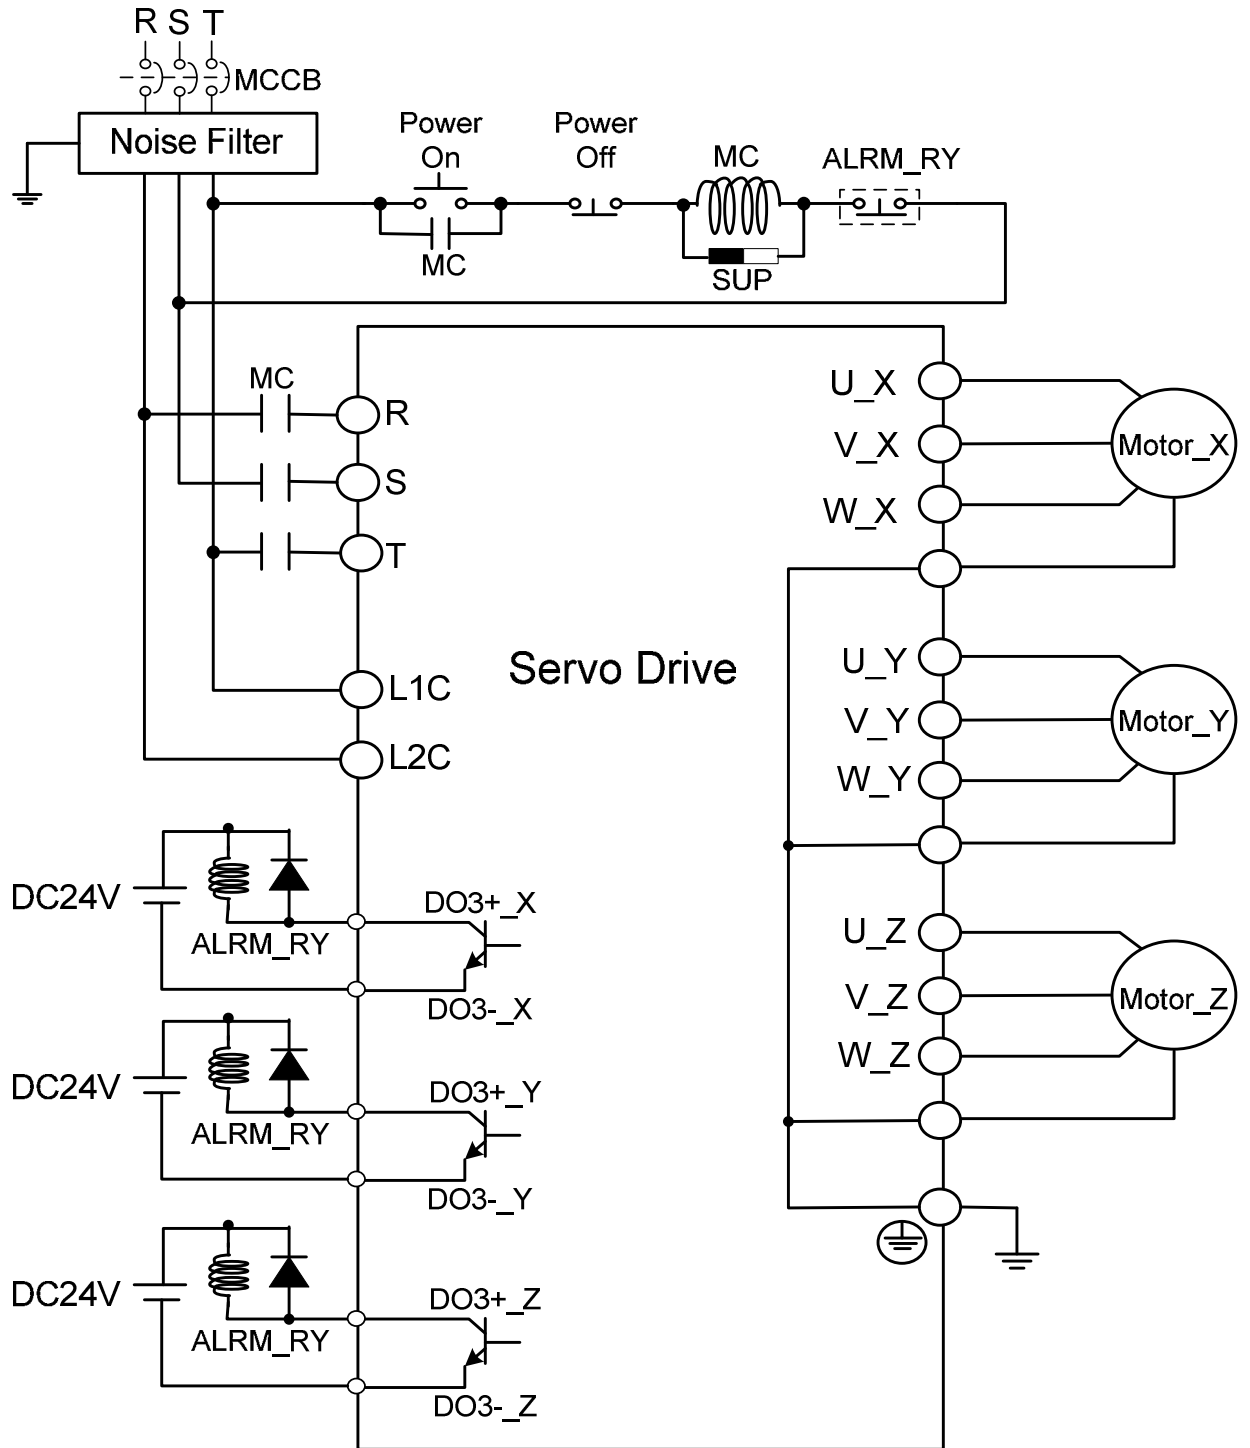 R S T
MCCB
Noise Filter
Power
On
Power
Off
MC
ALRM_RY
MC
SUP
MC
R
S
T
L1C
L2C
Servo Drive
U_X
V_X
W_X
Motor_X
U_Y
V_Y
W_Y
Motor_Y
U_Z
V_Z
W_Z
Motor_Z
DC24V
ALRM_RY
DO3+_X
DO3-_X
DC24V
ALRM_RY
DO3+_Y
DO3-_Y
DC24V
ALRM_RY
DO3+_Z
DO3-_Z